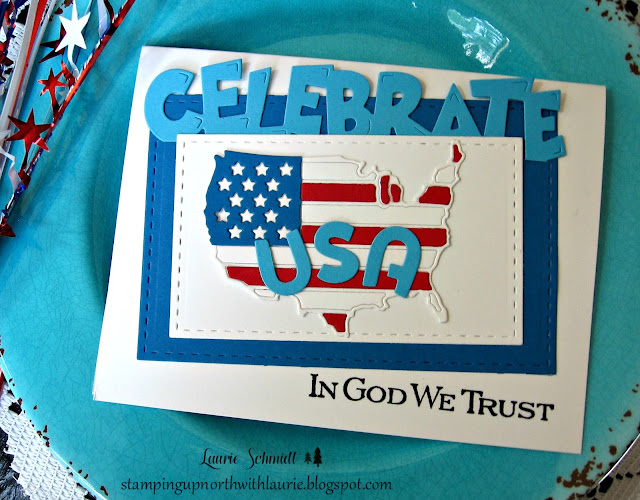 CELEBRATE
USA
IN GOD WE TRUST
Laurie Schmidt
stampingupnorthwithlaurie.blogspot.com